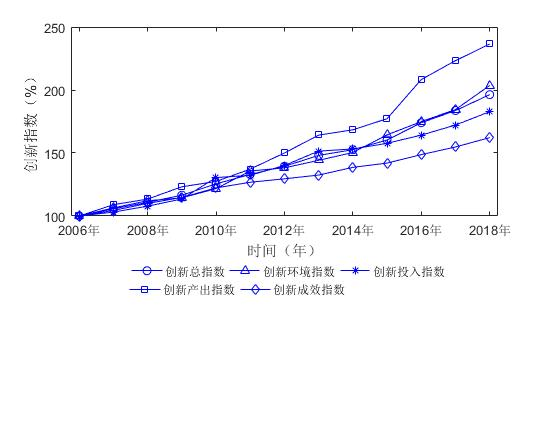 250
200
150
100
创新指数（%）
2006年 2008年 2010年 2012年 2014年 2016年 2018年
时间（年）
创新总指数 创新环境指数 创新投入指数
创新产出指数 创新成效指数